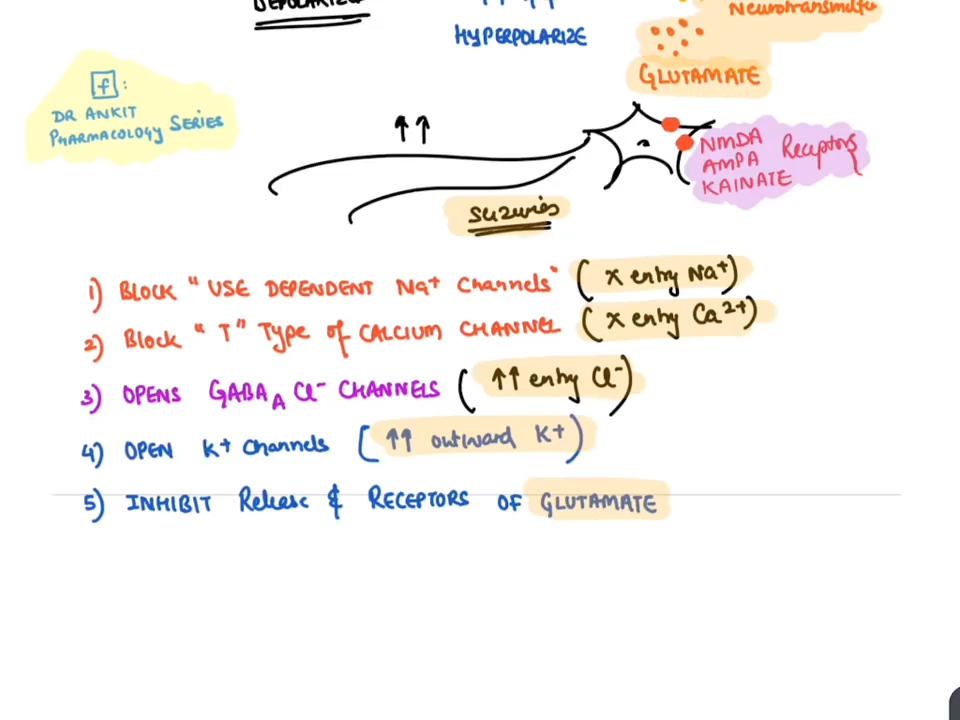 DEPOLARIZE
HYPERPOLARIZE
Neurotransmitter
GLUTAMATE
f:
DR ANKIT
PHARMACOLOGY SERIES
↑↑
NMDA
AMPA
KAINATE
Receptors
seizures
1) BLOCK "USE DEPENDENT Na+ Channels" (x entry Na+)
2) Block "T" Type of CALCIUM CHANNEL (x entry Ca2+)
3) OPENS GABAA Cl- CHANNELS (↑↑ entry Cl-)
4) OPEN K+ Channels [↑↑ outward K+)
5) INHIBIT Release & RECEPTORS OF GLUTAMATE